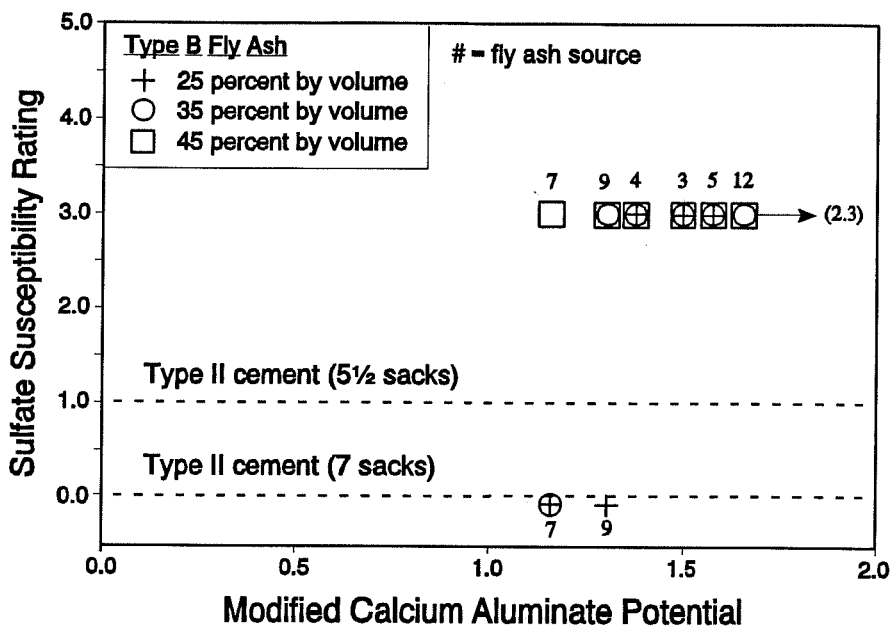 5.0
4.0
3.0
2.0
1.0
0.0
Sulfate Susceptibility Rating
Type B Fly Ash
25 percent by volume
35 percent by volume
45 percent by volume
# = fly ash source
7 9 4 3 5 12
(2.3)
Type II cement (5½ sacks)
Type II cement (7 sacks)
7 9
0.0 0.5 1.0 1.5 2.0
Modified Calcium Aluminate Potential